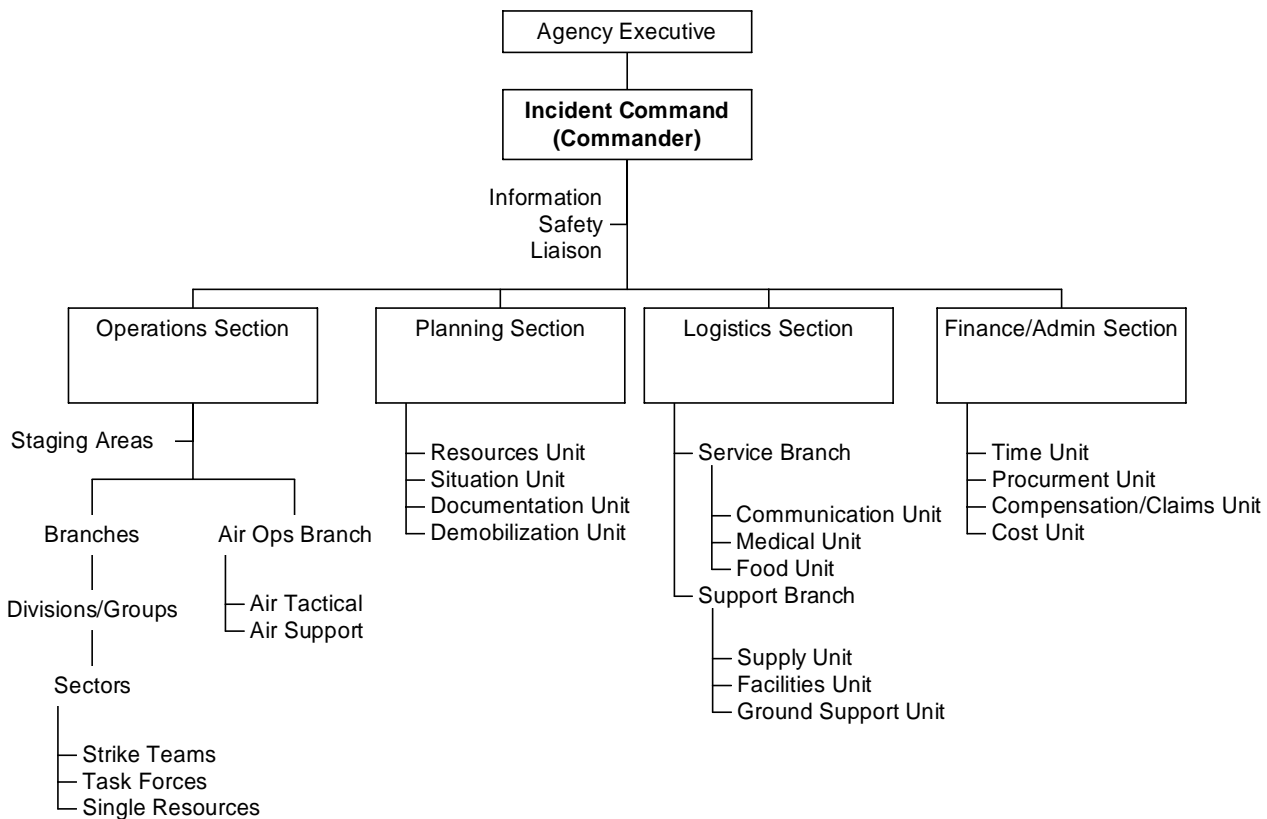 Agency Executive
Incident Command
(Commander)
Information
Safety
Liaison
Operations Section
Planning Section
Logistics Section
Finance/Admin Section
Staging Areas
Branches
Air Ops Branch
Divisions/Groups
Air Tactical
Air Support
Sectors
Strike Teams
Task Forces
Single Resources
Resources Unit
Situation Unit
Documentation Unit
Demobilization Unit
Service Branch
Communication Unit
Medical Unit
Food Unit
Support Branch
Supply Unit
Facilities Unit
Ground Support Unit
Time Unit
Procurment Unit
Compensation/Claims Unit
Cost Unit